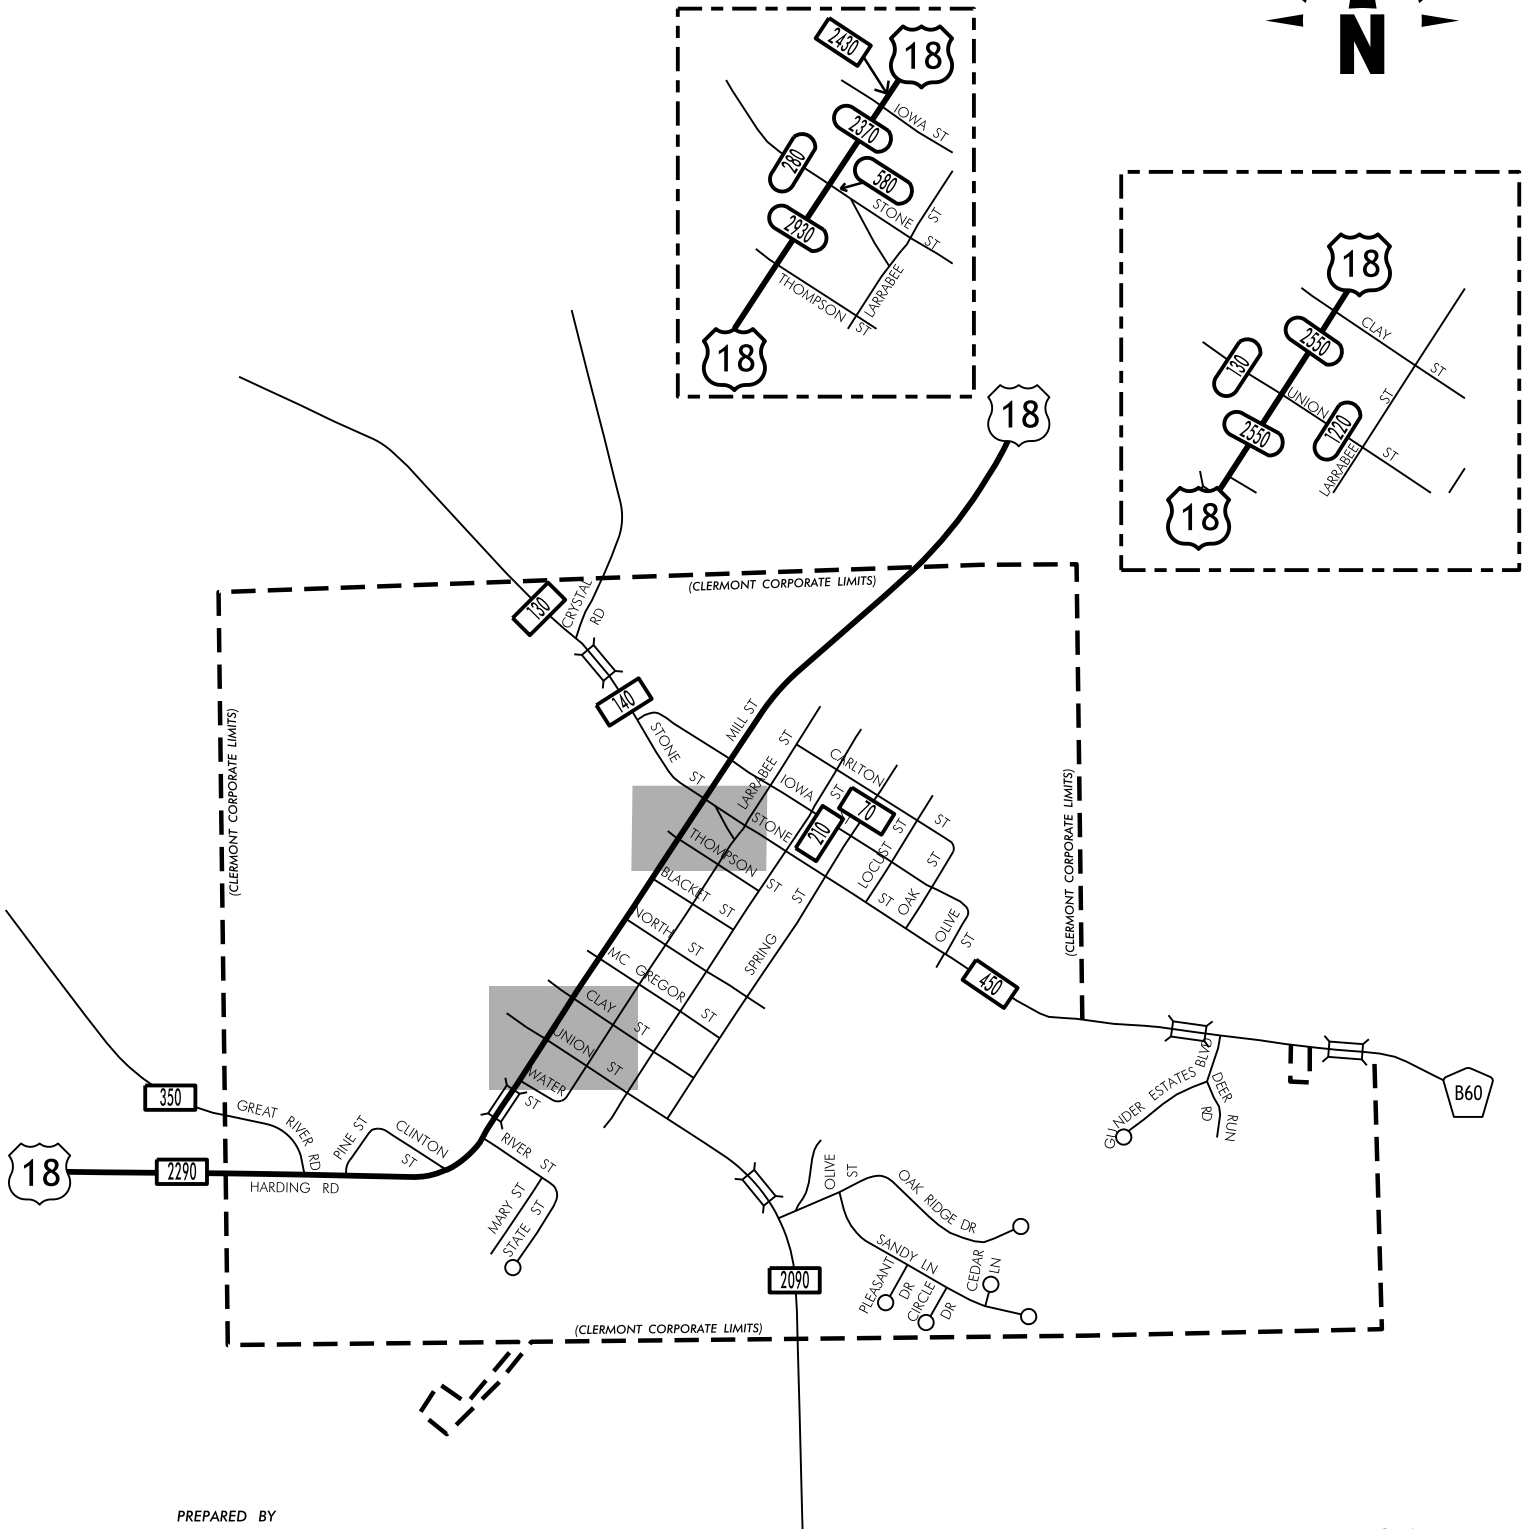 N
2430
18
IOWA ST
2370
280
580
STONE ST
ST
2930
THOMPSON ST
LARRABEE
18
18
CLAY ST
2550
130
UNION ST
ST
1220
2550
LARRABEE
18
18
(CLERMONT CORPORATE LIMITS)
130
CRYSTAL RD
140
STONE ST
MILL ST
LARRABEE ST
CARLTON ST
IOWA
ST
70
210
STONE
THOMPSON ST
ST
LOCUST ST
ST
OAK ST
OLIVE ST
BLACKET ST
NORTH ST
SPRING
MC GREGOR ST
CLAY ST
UNION ST
WATER ST
450
(CLERMONT CORPORATE LIMITS)
(CLERMONT CORPORATE LIMITS)
GUNDER ESTATES BLVD
DEER RUN RD
B60
350
GREAT RIVER RD
PINE ST
CLINTON ST
18
2290
HARDING RD
RIVER ST
MARY ST
STATE ST
OLIVE ST
OAK RIDGE DR
SANDY LN
CEDAR LN
PLEASANT DR
CIRCLE DR
2090
(CLERMONT CORPORATE LIMITS)
PREPARED BY